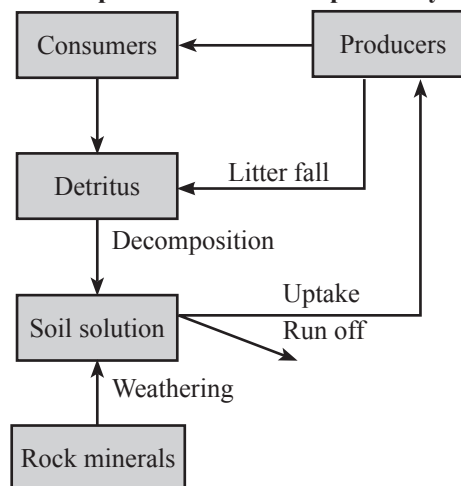 Consumers
Producers
Litter fall
Detritus
Decomposition
Uptake
Soil solution
Run off
Weathering
Rock minerals